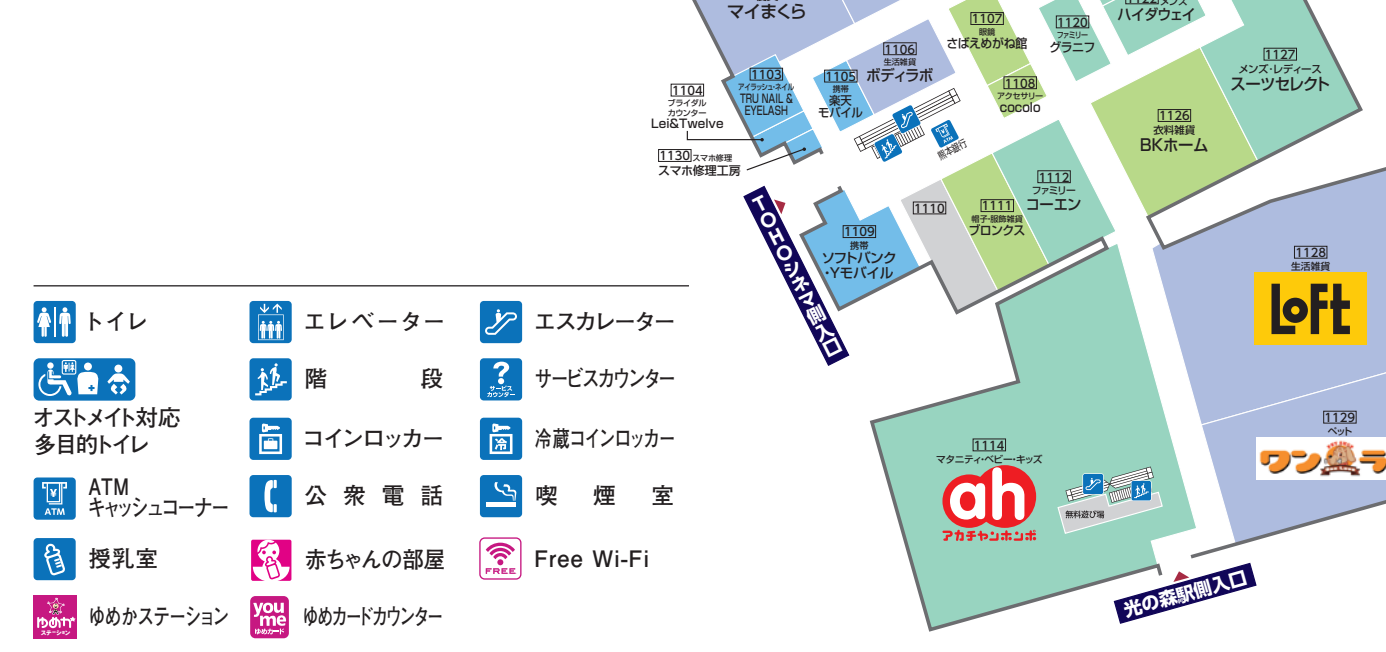 マイまくら
1103
アイラッシュ・ネイル
TRU NAIL &
EYELASH
1104
ブライダル
カウンター
Lei&Twelve
1130 スマホ修理
スマホ修理工房
1105
携帯
楽天
モバイル
1106
生活雑貨
ボディラボ
1107
眼鏡
さばえめがね館
1108
アクセサリー
cocolo
1120
ファミリー
グラニフ
メンズ
ハイダウェイ
1127
メンズ・レディース
スーツセレクト
1126
衣料雑貨
BKホーム
ATM
熊本銀行
1112
ファミリー
コーエン
1111
帽子・服飾雑貨
ブロンクス
1110
1109
携帯
ソフトバンク
・Yモバイル
TOHOシネマ側入口
1128
生活雑貨
LoFt
1129
ペット
ワン
ラ
1114
マタニティ・ベビー・キッズ
ah
アカチャンホンポ
無料遊び場
光の森駅側入口
トイレ
エレベーター
エスカレーター
オストメイト対応
多目的トイレ
階段
?
サービス
カウンター
サービスカウンター
コインロッカー
冷
冷蔵コインロッカー
¥
ATM
ATM
キャッシュコーナー
公衆電話
喫煙室
授乳室
赤ちゃんの部屋
FREE
Free Wi-Fi
ゆめか
ステーション
ゆめかステーション
you
me
ゆめカード
ゆめカードカウンター